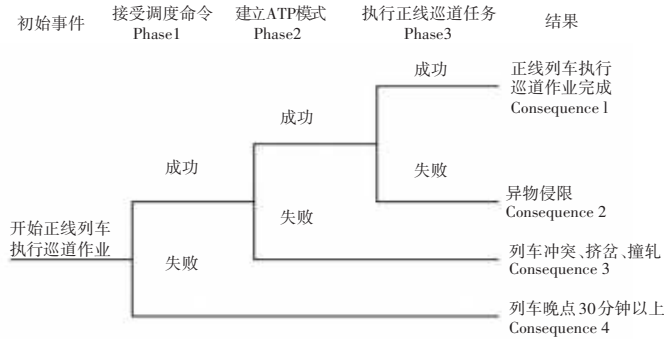 初始事件
接受调度命令
Phase1
建立ATP模式
Phase2
执行正线巡道任务
Phase3
结果
成功
正线列车执行
巡道作业完成
Consequence 1
成功
失败
成功
异物侵限
Consequence 2
失败
开始正线列车
执行巡道作业
失败
列车冲突、挤岔、撞轧
Consequence 3
列车晚点30分钟以上
Consequence 4